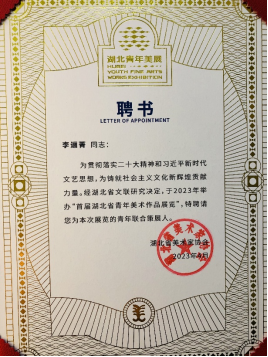 湖北青年美展
HUBEI
YOUTH FINE ARTS
WORKS EXHIBITION
聘书
LETTER OF APPOINTMENT
李逦菁 同志：
为贯彻落实二十大精神和习近平新时代
文艺思想，为铸就社会主义文化新辉煌贡献
力量。经湖北省文联研究决定，于2023年举
办“首届湖北省青年美术作品展览”，特聘请
您为本次展览的青年联合策展人。
湖北省美术家协会
2023年4月